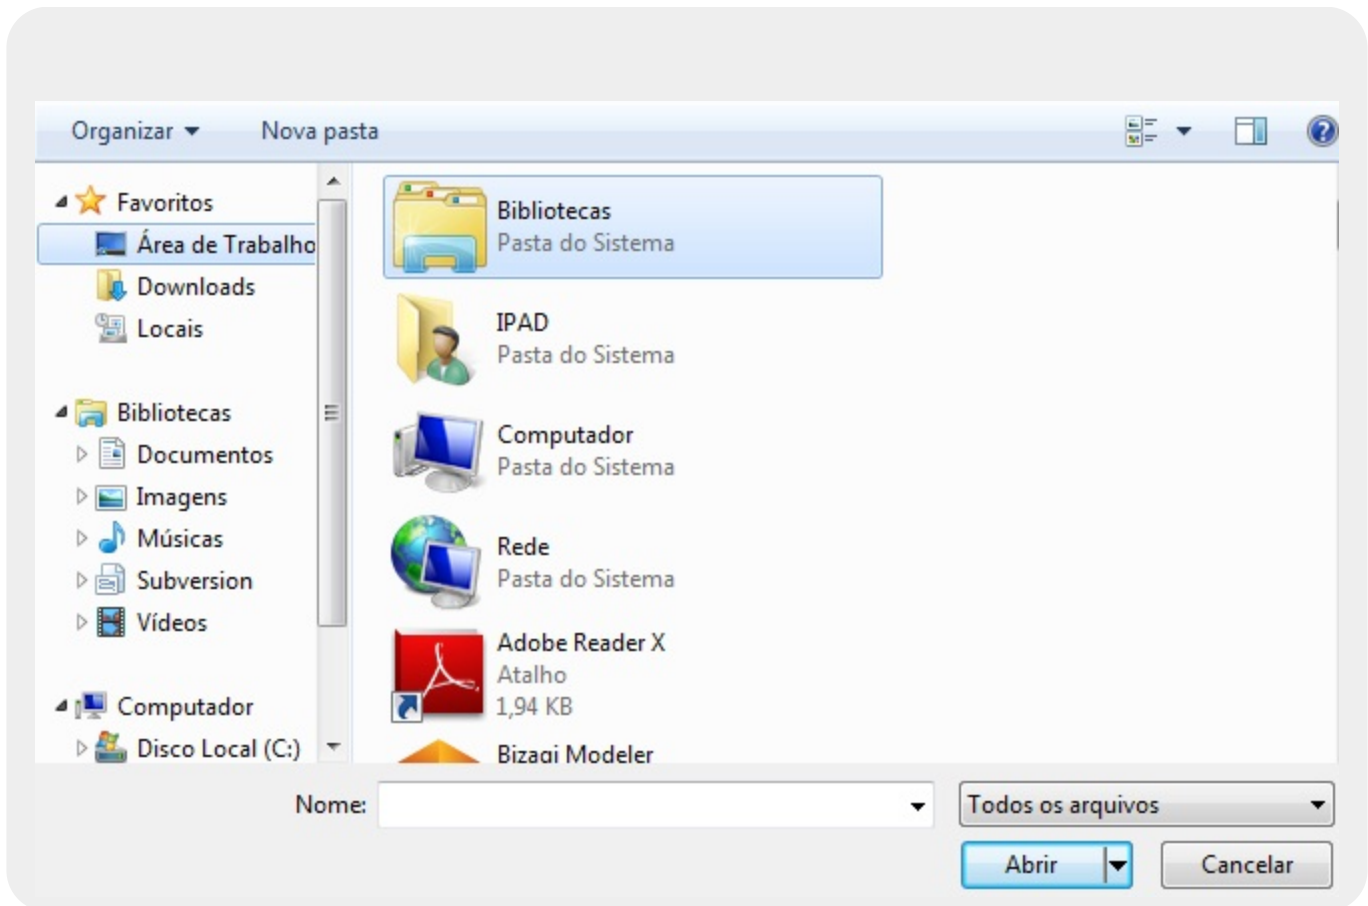 Organizar Nova pasta
Favoritos
Área de Trabalho
Downloads
Locais
Bibliotecas
Documentos
Imagens
Músicas
Subversion
Vídeos
Computador
Disco Local (C:)
Bibliotecas
Pasta do Sistema
IPAD
Pasta do Sistema
Computador
Pasta do Sistema
Rede
Pasta do Sistema
Adobe Reader X
Atalho
1,94 KB
Bizagi Modeler
Nome: Todos os arquivos
Abrir Cancelar